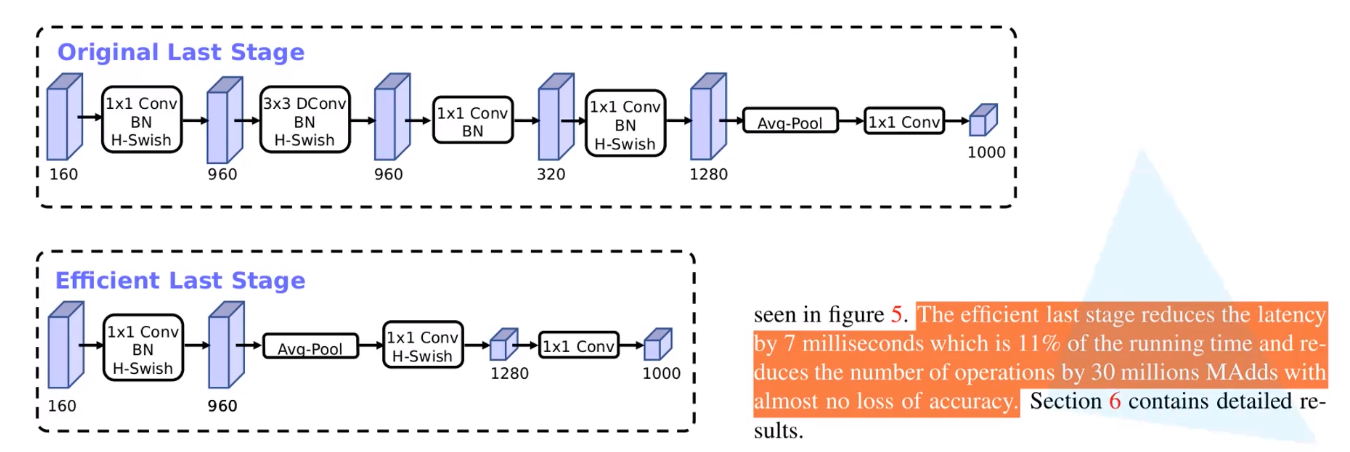 Original Last Stage
1x1 Conv
BN
H-Swish
3x3 DConv
BN
H-Swish
1x1 Conv
BN
1x1 Conv
BN
H-Swish
Avg-Pool
1x1 Conv
160
960
960
320
1280
1000
Efficient Last Stage
1x1 Conv
BN
H-Swish
Avg-Pool
1x1 Conv
H-Swish
1x1 Conv
160
960
1280
1000
seen in figure 5. The efficient last stage reduces the latency
by 7 milliseconds which is 11% of the running time and re-
duces the number of operations by 30 millions MAdds with
almost no loss of accuracy. Section 6 contains detailed re-
sults.